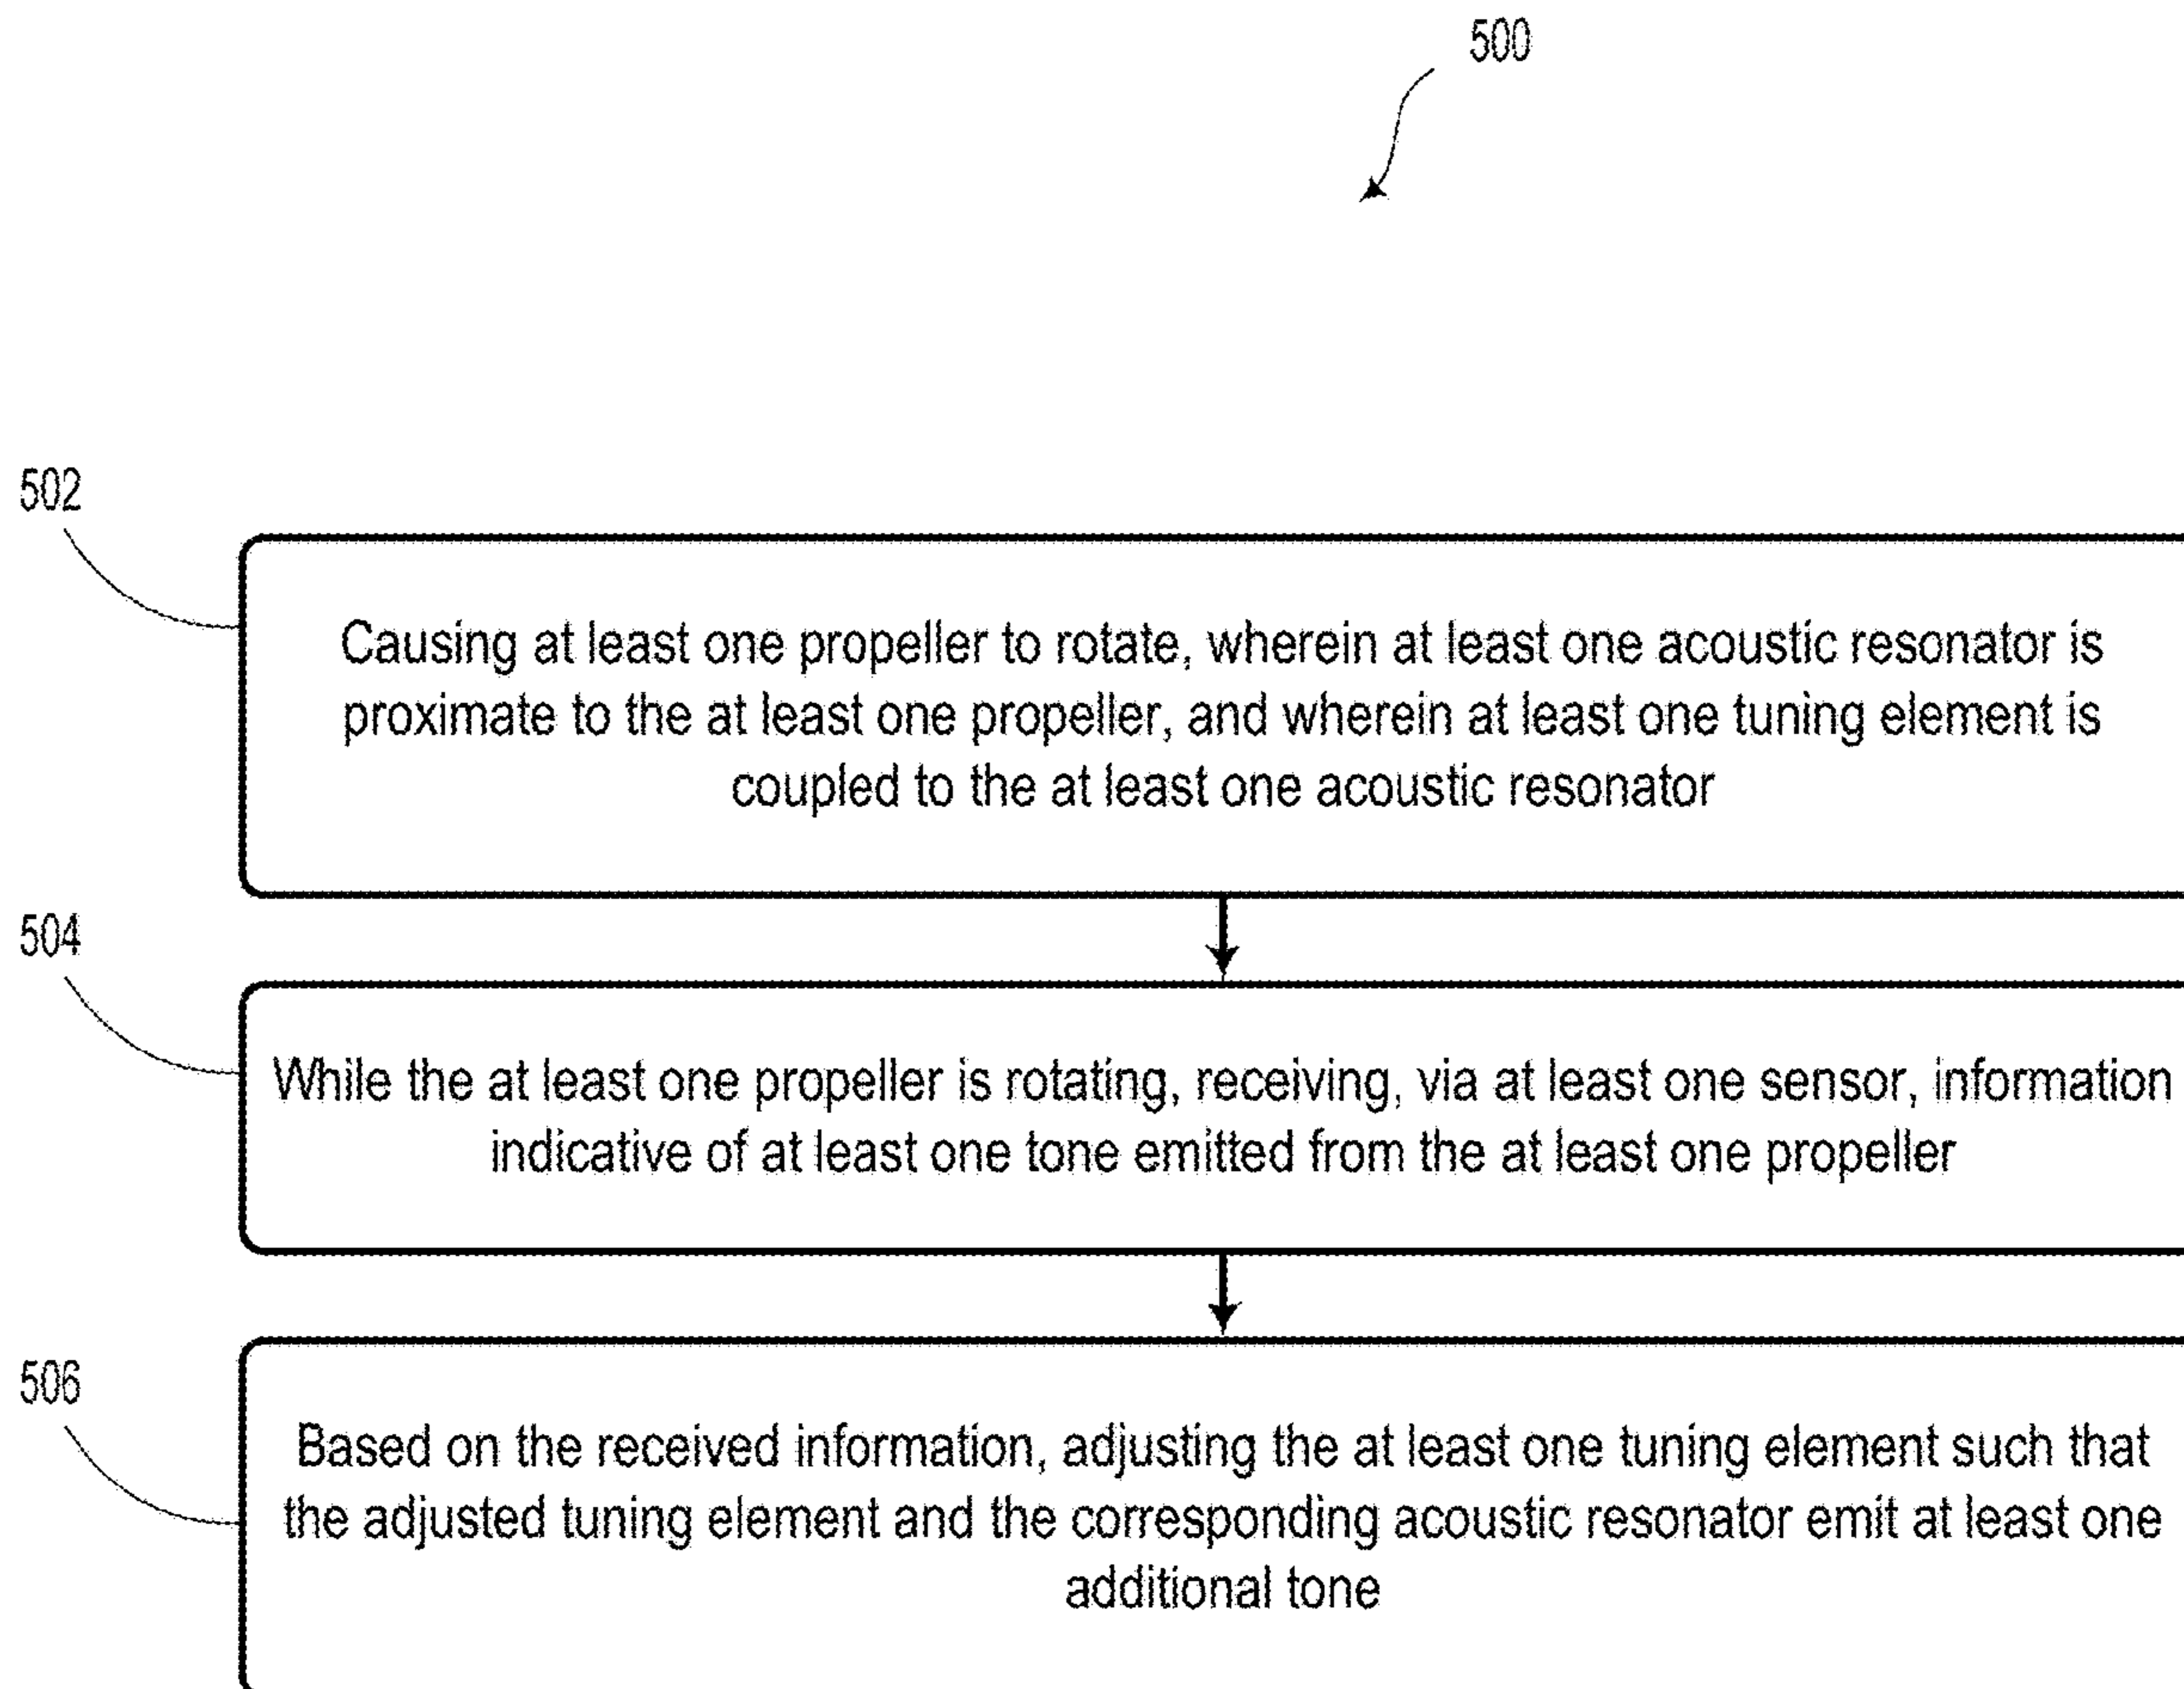 500
502
Causing at least one propeller to rotate, wherein at least one acoustic resonator is
proximate to the at least one propeller, and wherein at least one tuning element is
coupled to the at least one acoustic resonator
504
While the at least one propeller is rotating, receiving, via at least one sensor, information
indicative of at least one tone emitted from the at least one propeller
506
Based on the received information, adjusting the at least one tuning element such that
the adjusted tuning element and the corresponding acoustic resonator emit at least one
additional tone